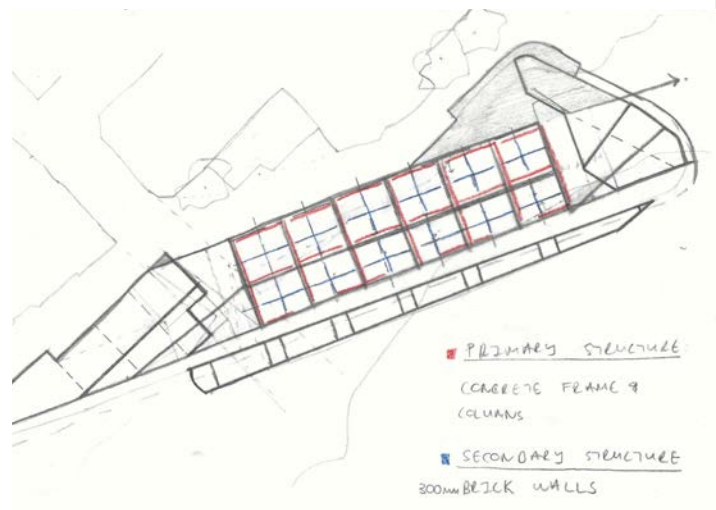 PRIMARY STRUCTURE
CONCRETE FRAME &
COLUMNS
SECONDARY STRUCTURE
300mm BRICK WALLS